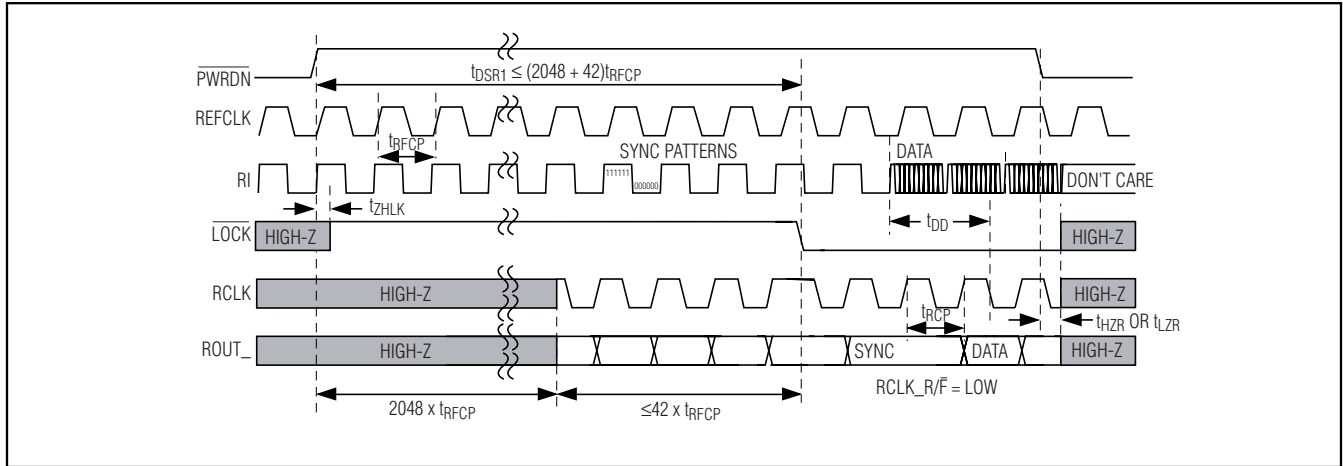 PWRDN
tDSR1 ≤ (2048 + 42)tRFCP
REFCLK
tRFCP
SYNC PATTERNS
DATA
RI
111111
000000
DON'T CARE
tZHLK
LOCK
HIGH-Z
tDD
HIGH-Z
RCLK
HIGH-Z
HIGH-Z
tRCP
tHZR OR tLZR
ROUT_
HIGH-Z
SYNC
DATA
HIGH-Z
2048 x tRFCP
≤42 x tRFCP
RCLK_R/F̅ = LOW